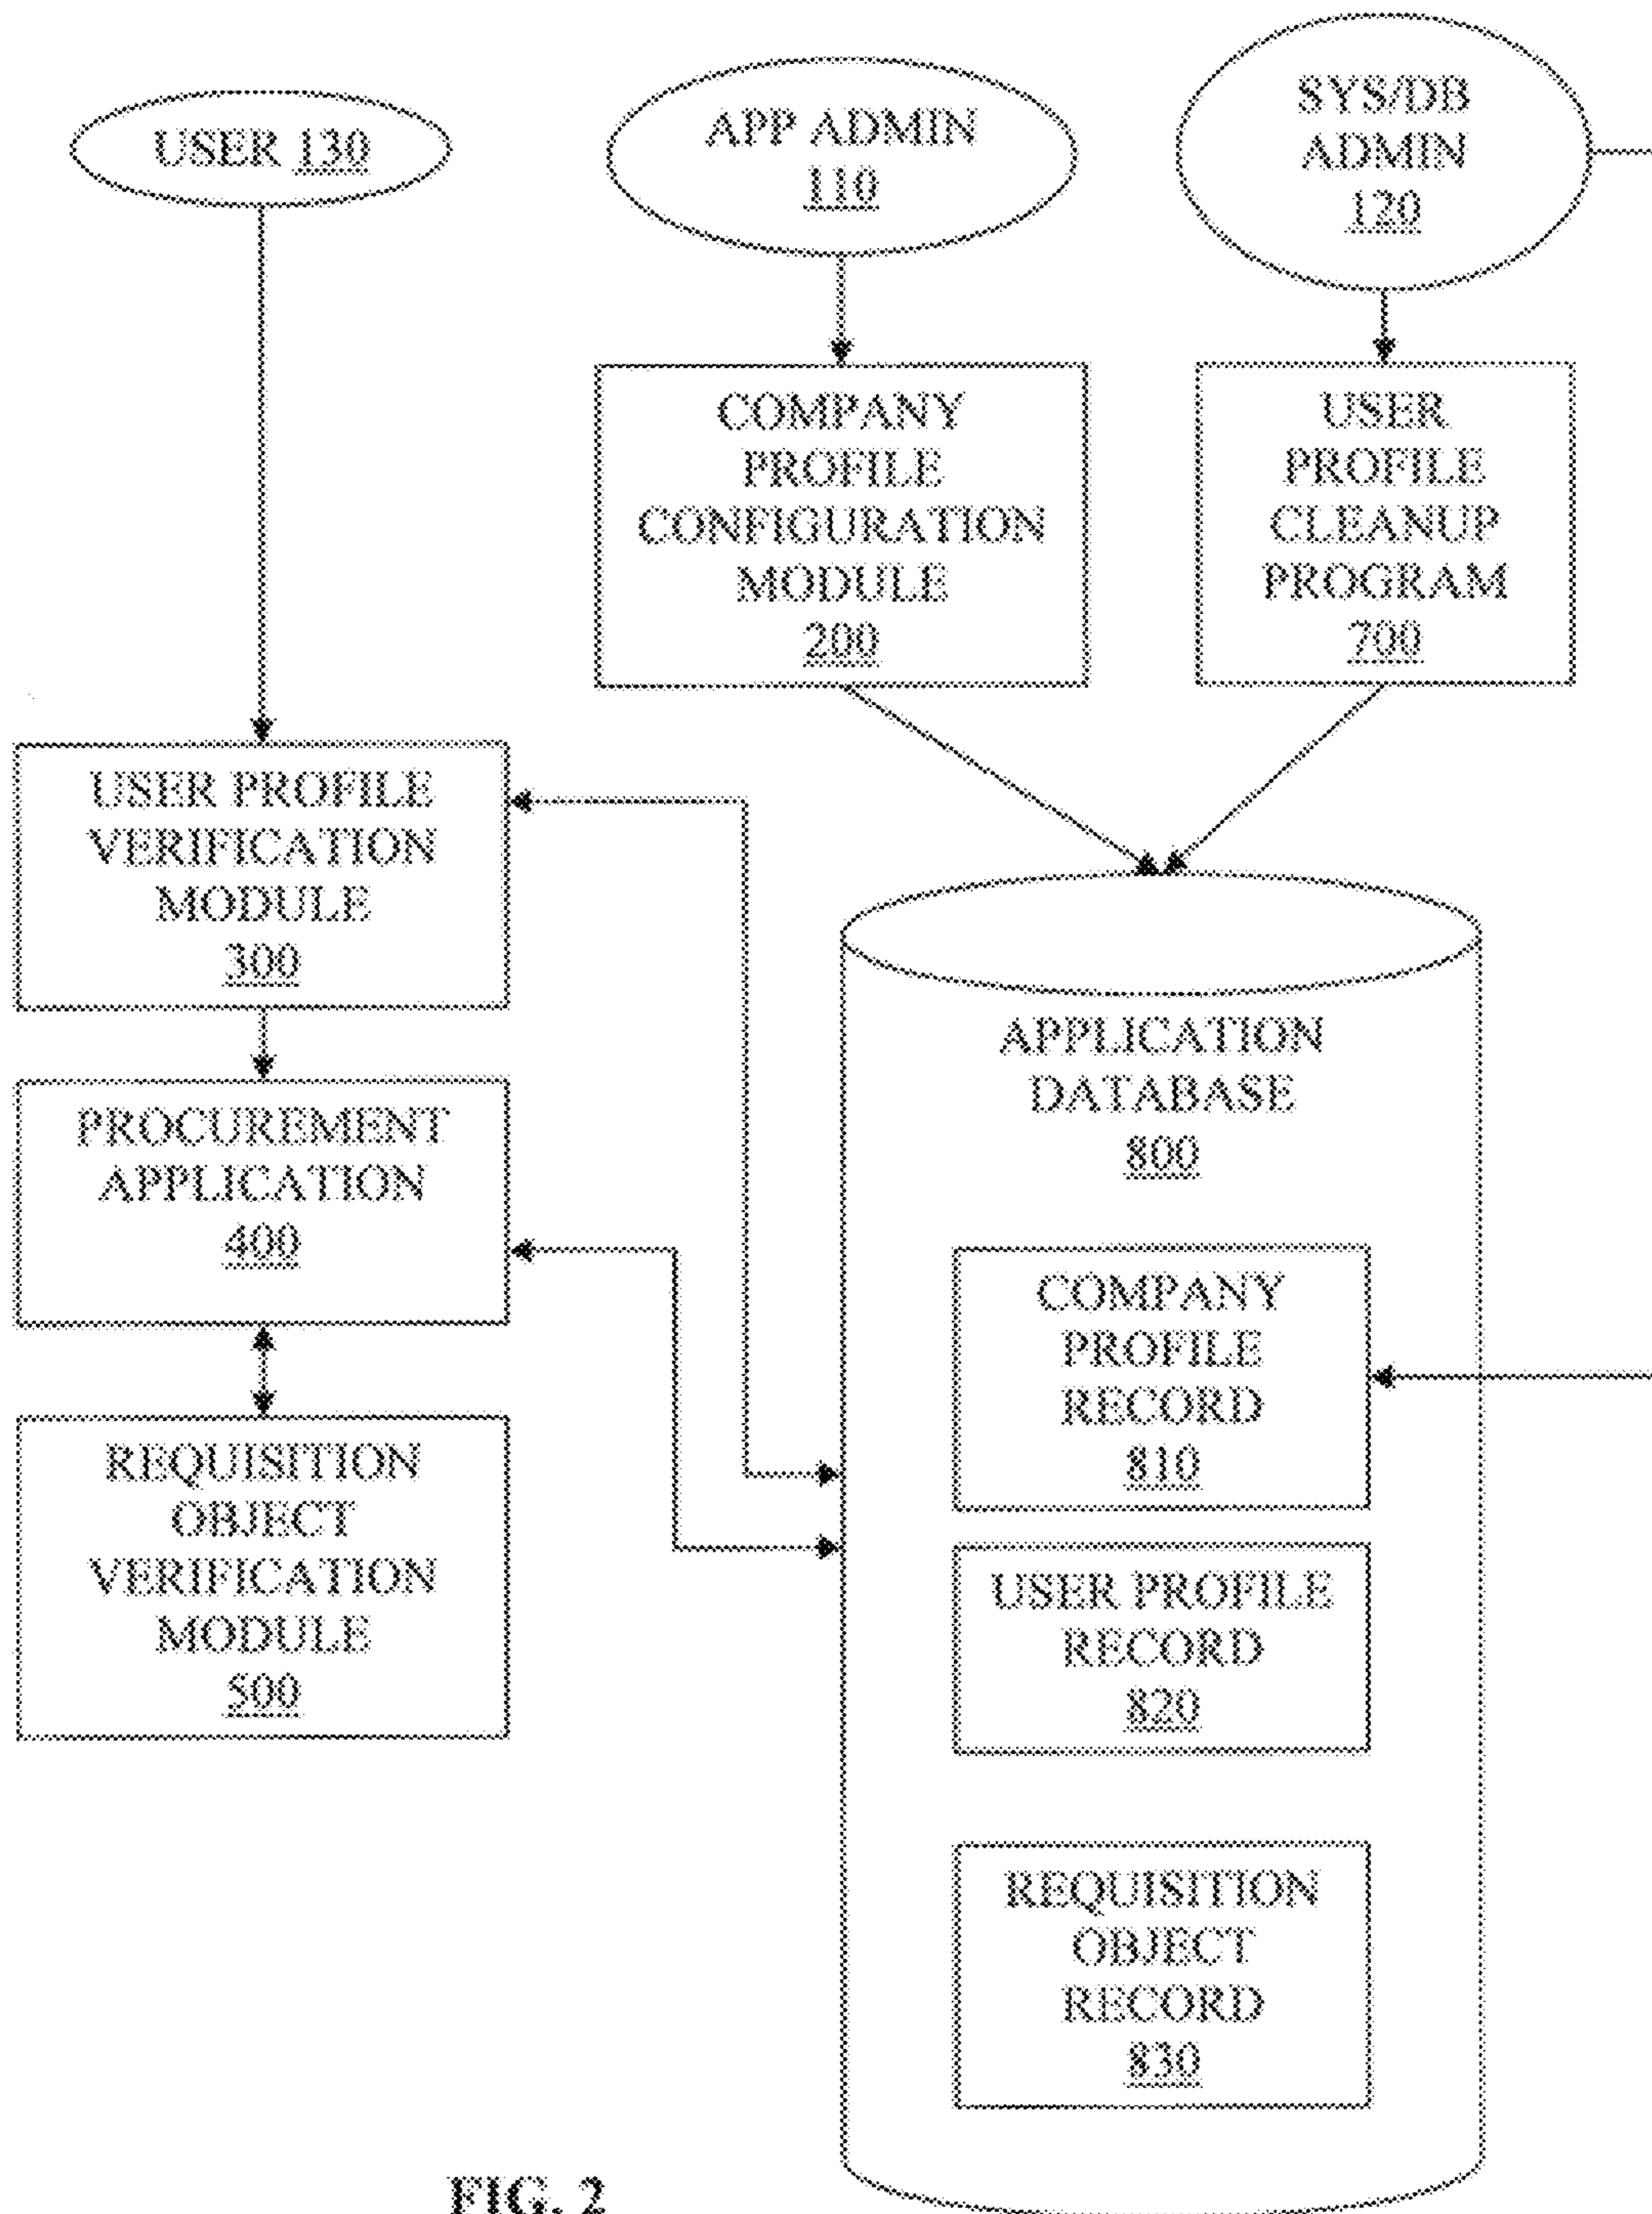 USER 130
APP ADMIN
110
SYS/DB
ADMIN
120
COMPANY
PROFILE
CONFIGURATION
MODULE
200
USER
PROFILE
CLEANUP
PROGRAM
700
USER PROFILE
VERIFICATION
MODULE
300
PROCUREMENT
APPLICATION
400
REQUISITION
OBJECT
VERIFICATION
MODULE
500
APPLICATION
DATABASE
800
COMPANY
PROFILE
RECORD
810
USER PROFILE
RECORD
820
REQUISITION
OBJECT
RECORD
830
FIG. 2